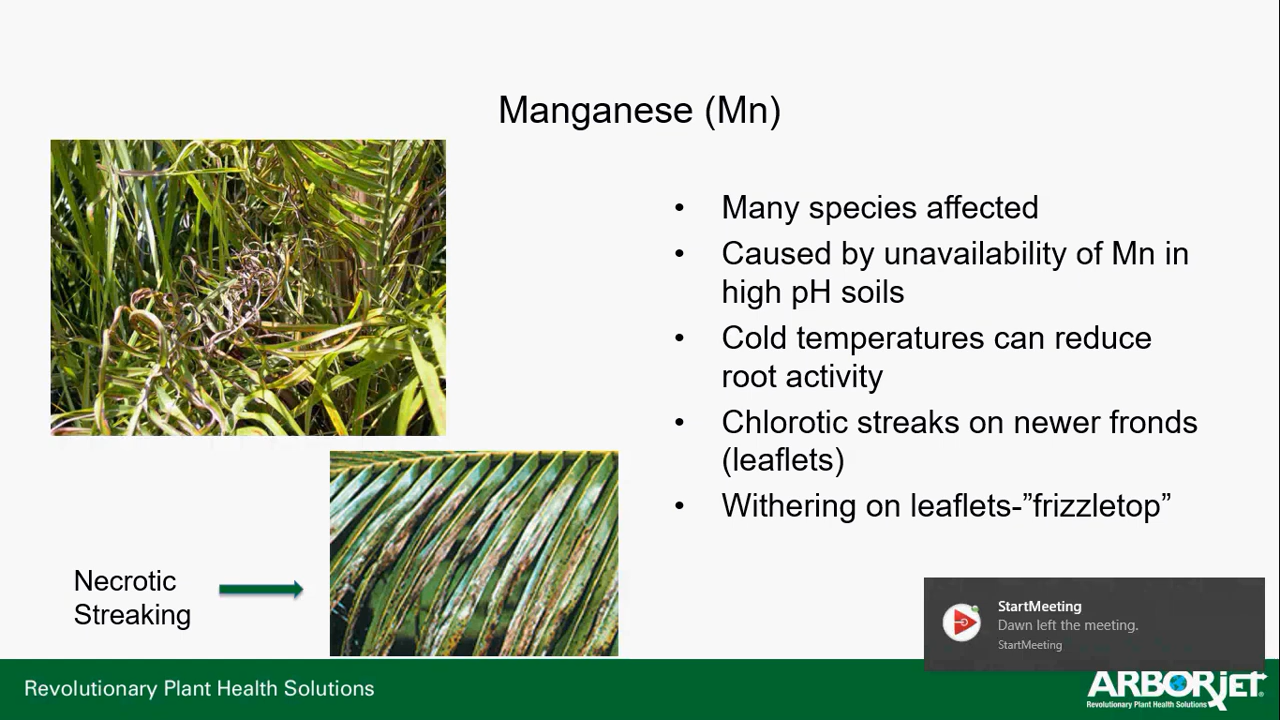 Manganese (Mn)
• Many species affected
• Caused by unavailability of Mn in
high pH soils
• Cold temperatures can reduce
root activity
• Chlorotic streaks on newer fronds
(leaflets)
• Withering on leaflets-”frizzletop”
Necrotic
Streaking
StartMeeting
Dawn left the meeting.
StartMeeting
Revolutionary Plant Health Solutions
ARBORjET®
Revolutionary Plant Health Solutions